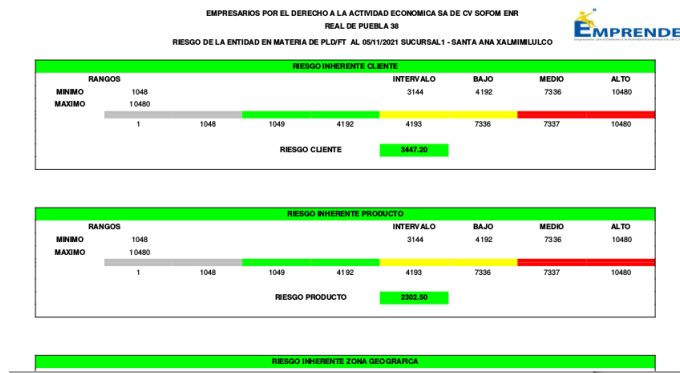 EMPRESARIOS POR EL DERECHO A LA ACTIVIDAD ECONOMICA SA DE CV SOFOM ENR
REAL DE PUEBLA 38
EMPRENDE
RIESGO DE LA ENTIDAD EN MATERIA DE PLD/FT AL 05/11/2021 SUCURSAL1 - SANTA ANA XALMIMILULCO
RIESGO INHERENTE CLIENTE
RANGOS INTERVALO BAJO MEDIO ALTO
MINIMO 1048 3144 4192 7336 10480
MAXIMO 10480
1 1048 1049 4192 4193 7336 7337 10480
RIESGO CLIENTE 3447.20
RIESGO INHERENTE PRODUCTO
RANGOS INTERVALO BAJO MEDIO ALTO
MINIMO 1048 3144 4192 7336 10480
MAXIMO 10480
1 1048 1049 4192 4193 7336 7337 10480
RIESGO PRODUCTO 2302.50
RIESGO INHERENTE ZONA GEOGRAFICA